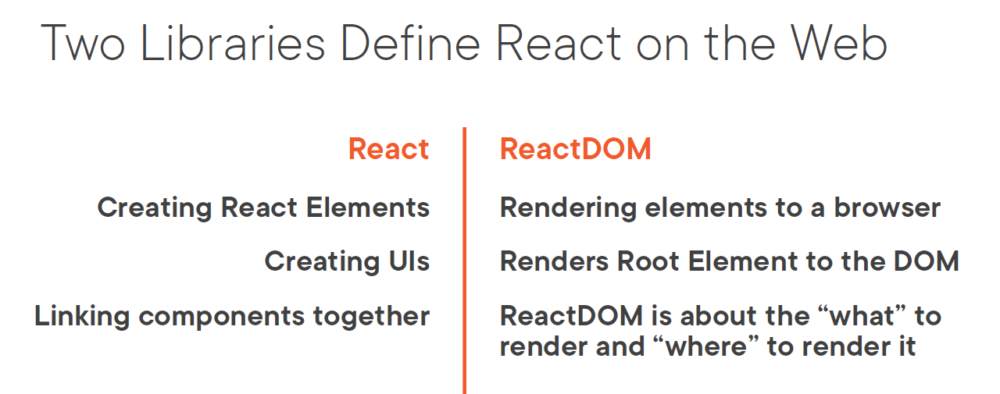 Two Libraries Define React on the Web
React
Creating React Elements
Creating UIs
Linking components together
ReactDOM
Rendering elements to a browser
Renders Root Element to the DOM
ReactDOM is about the “what” to
render and “where” to render it